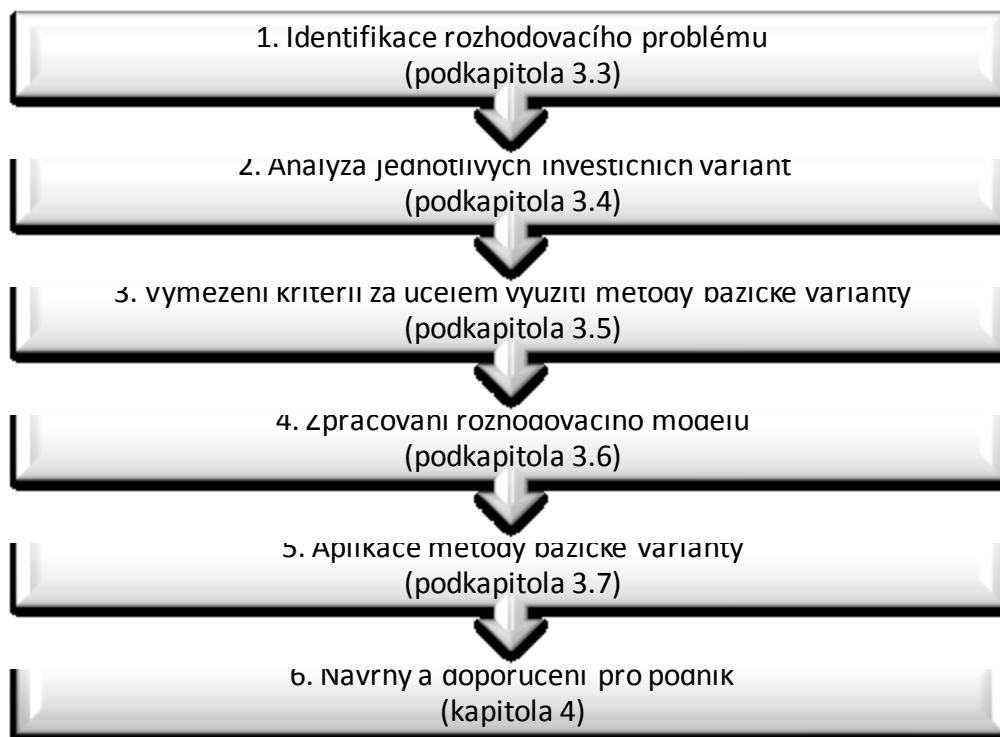 1. Identifikace rozhodovacího problému
(podkapitola 3.3)
2. Analýza jednotlivých investičních variant
(podkapitola 3.4)
3. Vymezení kritérií za účelem využití metody bazické varianty
(podkapitola 3.5)
4. Zpracování rozhodovacího modelu
(podkapitola 3.6)
5. Aplikace metody bazické varianty
(podkapitola 3.7)
6. Návrhy a doporučení pro podnik
(kapitola 4)